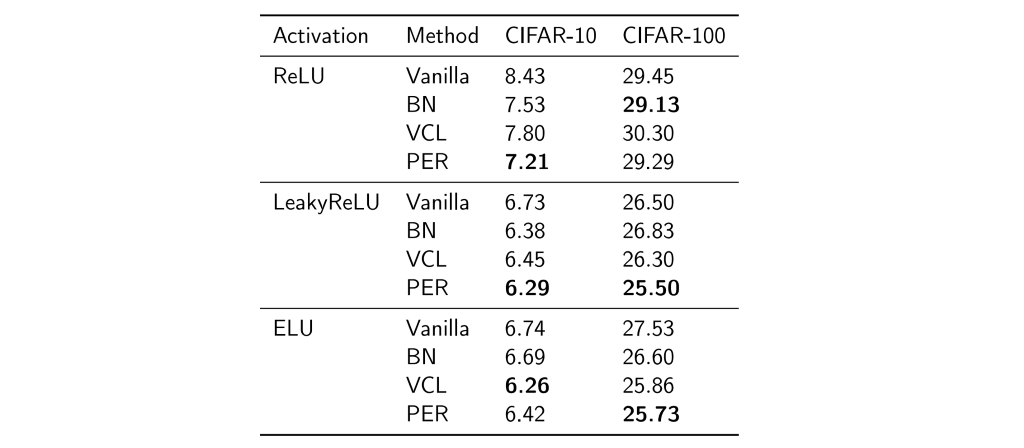 Activation Method CIFAR-10 CIFAR-100
ReLU Vanilla 8.43 29.45
BN 7.53 29.13
VCL 7.80 30.30
PER 7.21 29.29
LeakyReLU Vanilla 6.73 26.50
BN 6.38 26.83
VCL 6.45 26.30
PER 6.29 25.50
ELU Vanilla 6.74 27.53
BN 6.69 26.60
VCL 6.26 25.86
PER 6.42 25.73